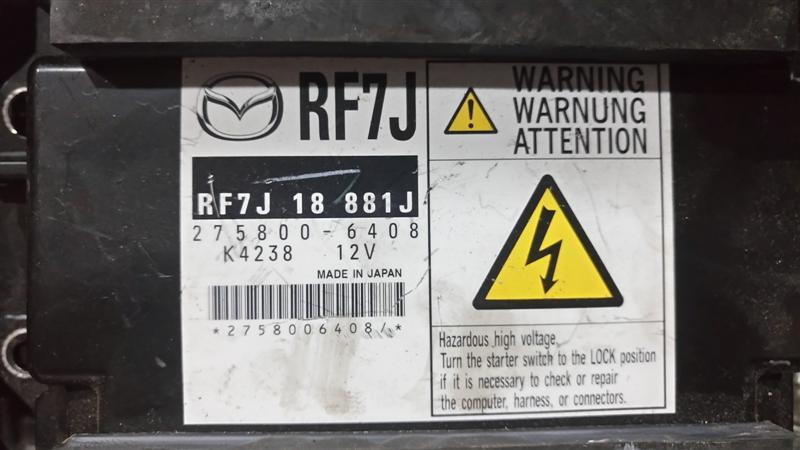 RF7J
RF7J 18 881J
275800-6408
K4238 12V
MADE IN JAPAN
*2758006408/*
WARNING
WARNUNG
ATTENTION
Hazardous high voltage.
Turn the starter switch to the LOCK position
if it is necessary to check or repair
the computer, harness, or connectors.